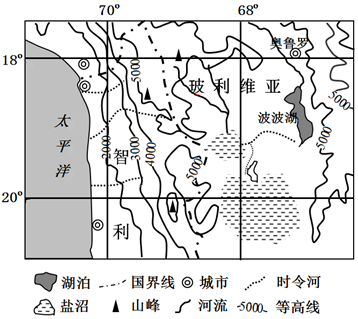 70° 68°
奥鲁罗
18°
5000
玻利维亚
5000
波波湖
太平洋
5000
2000 智 3000 4000
5000
20°
利
湖泊 国界线 城市 时令河
盐沼 山峰 河流 5000 等高线